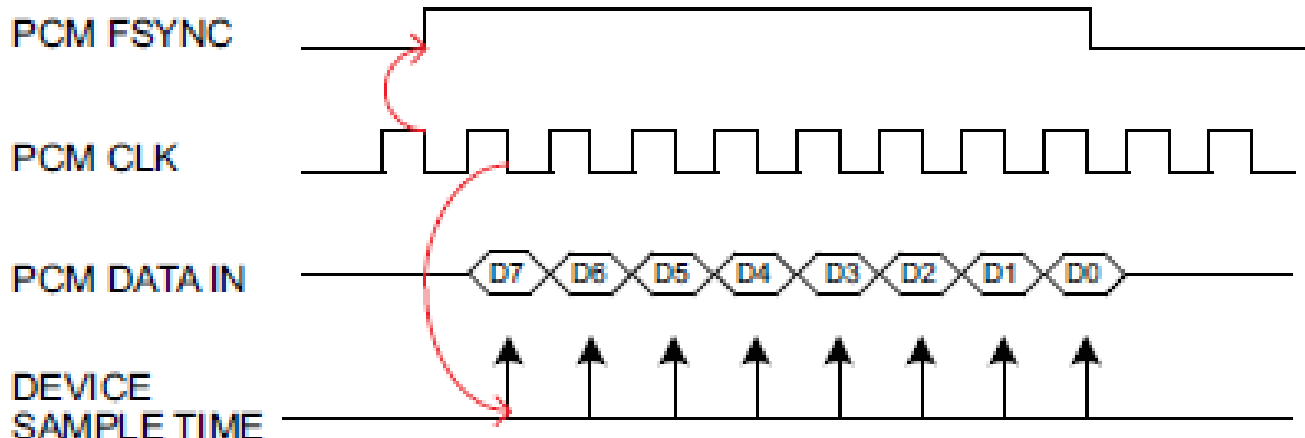 PCM FSYNC
PCM CLK
PCM DATA IN
D7 D6 D5 D4 D3 D2 D1 D0
DEVICE
SAMPLE TIME